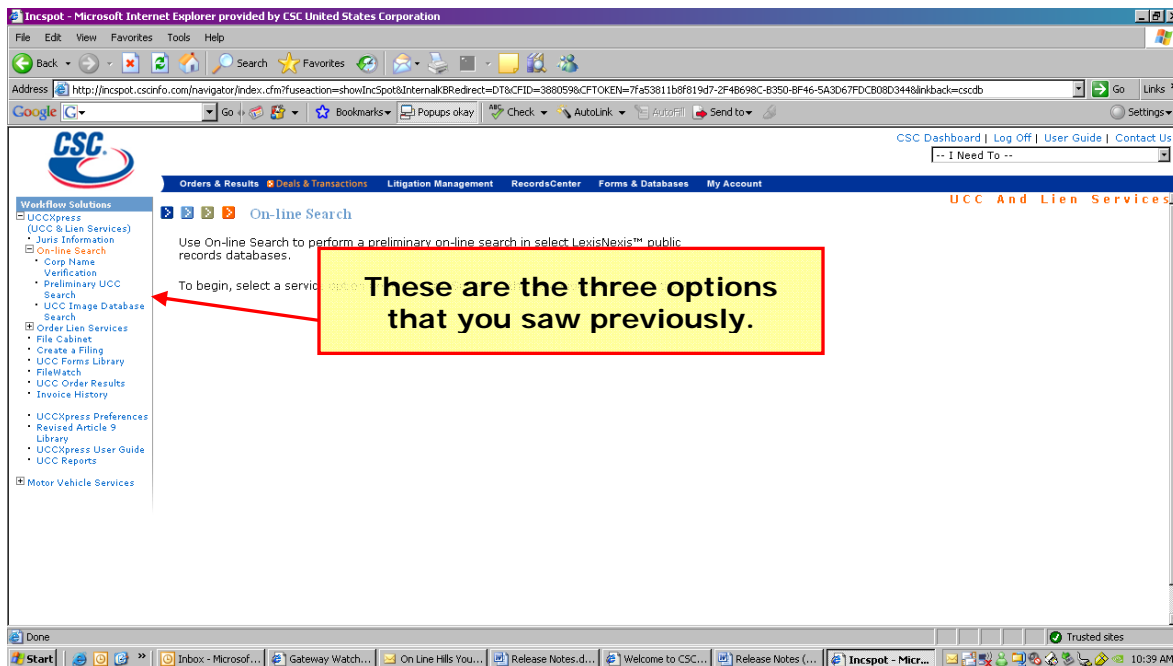 Incspot - Microsoft Internet Explorer provided by CSC United States Corporation
File Edit View Favorites Tools Help
Back Search Favorites
Address http://incspot.cscinfo.com/navigator/index.cfm?fuseaction=showIncSpot&InternalKBRedirect=DT&CFID=388059&CFTOKEN=7fa53811b8f819d7-2F4B698C-B350-BF46-5A3D67FDCB08D3448&linkback=cscdb Go Links
Google G Go Bookmarks Popups okay Check AutoLink AutoFill Send to Settings
CSC Dashboard | Log Off | User Guide | Contact Us
CSC.
-- I Need To --
Orders & Results Deals & Transactions Litigation Management RecordsCenter Forms & Databases My Account
UCC And Lien Services
Workflow Solutions
UCCXpress
(UCC & Lien Services)
Juris Information
On-line Search
Corp Name
Verification
Preliminary UCC
Search
UCC Image Database
Search
Order Lien Services
File Cabinet
Create a Filing
UCC Forms Library
FileWatch
UCC Order Results
Invoice History
UCCXpress Preferences
Revised Article 9
Library
UCCXpress User Guide
UCC Reports
Motor Vehicle Services
On-line Search
Use On-line Search to perform a preliminary on-line search in select LexisNexis™ public
records databases.
To begin, select a service
These are the three options
that you saw previously.
Done Trusted sites
Start Inbox - Microsof... Gateway Watch... On Line Hills You... Release Notes.d... Welcome to CSC... Release Notes (... Incspot - Micr... 10:39 AM